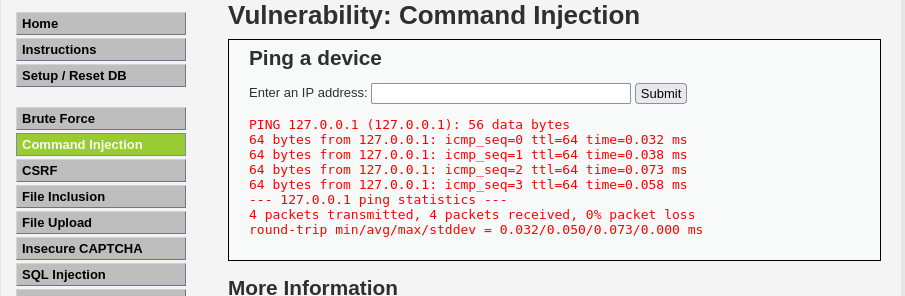 Home
Instructions
Setup / Reset DB
Brute Force
Command Injection
CSRF
File Inclusion
File Upload
Insecure CAPTCHA
SQL Injection
Vulnerability: Command Injection
Ping a device
Enter an IP address: Submit
PING 127.0.0.1 (127.0.0.1): 56 data bytes
64 bytes from 127.0.0.1: icmp_seq=0 ttl=64 time=0.032 ms
64 bytes from 127.0.0.1: icmp_seq=1 ttl=64 time=0.038 ms
64 bytes from 127.0.0.1: icmp_seq=2 ttl=64 time=0.073 ms
64 bytes from 127.0.0.1: icmp_seq=3 ttl=64 time=0.058 ms
--- 127.0.0.1 ping statistics ---
4 packets transmitted, 4 packets received, 0% packet loss
round-trip min/avg/max/stddev = 0.032/0.050/0.073/0.000 ms
More Information